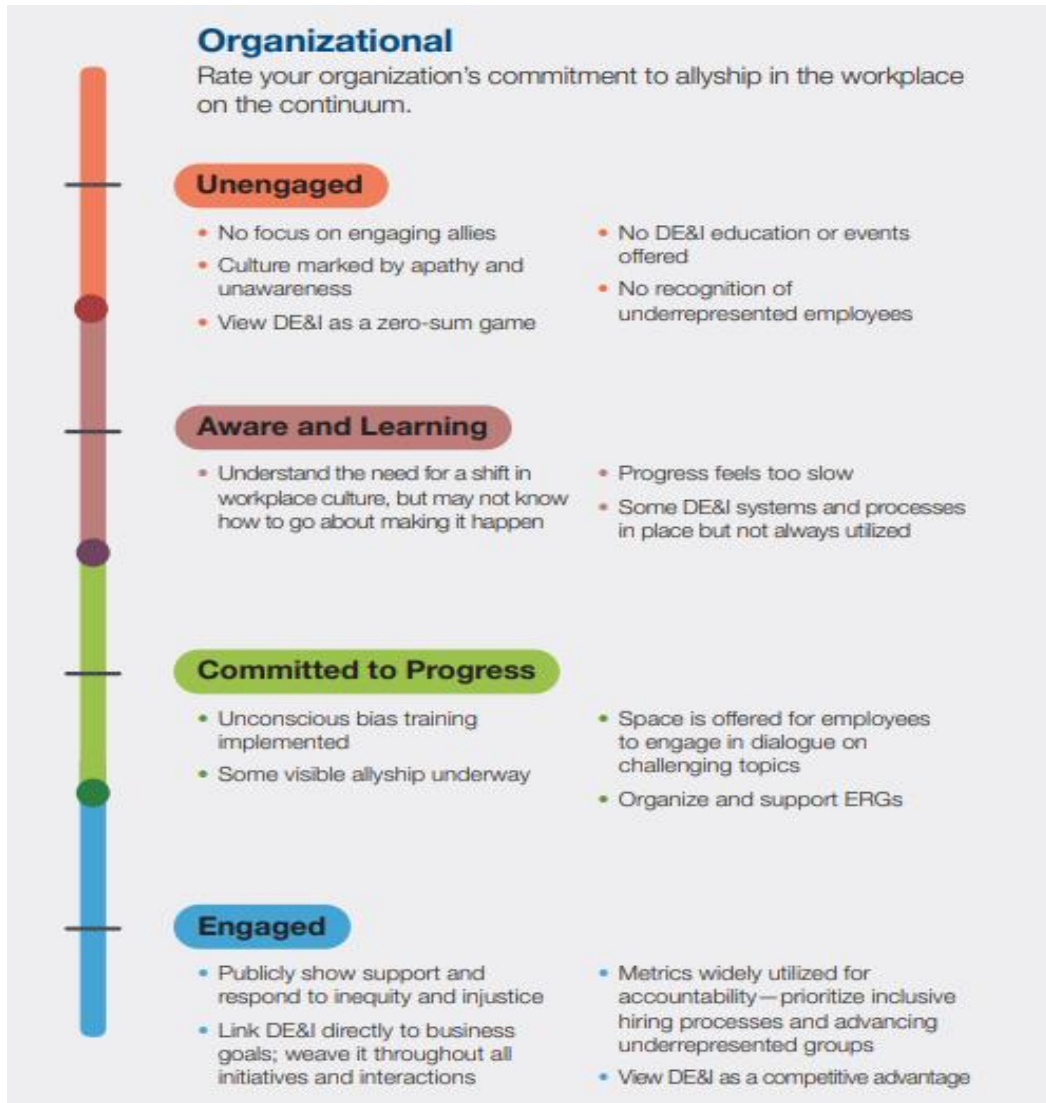 Organizational
Rate your organization's commitment to allyship in the workplace
on the continuum.
Unengaged
• No focus on engaging allies
• Culture marked by apathy and
unawareness
• View DE&I as a zero-sum game
• No DE&I education or events
offered
• No recognition of
underrepresented employees
Aware and Learning
• Understand the need for a shift in
workplace culture, but may not know
how to go about making it happen
• Progress feels too slow
• Some DE&I systems and processes
in place but not always utilized
Committed to Progress
• Unconscious bias training
implemented
• Some visible allyship underway
• Space is offered for employees
to engage in dialogue on
challenging topics
• Organize and support ERGs
Engaged
• Publicly show support and
respond to inequity and injustice
• Link DE&I directly to business
goals; weave it throughout all
initiatives and interactions
• Metrics widely utilized for
accountability—prioritize inclusive
hiring processes and advancing
underrepresented groups
• View DE&I as a competitive advantage